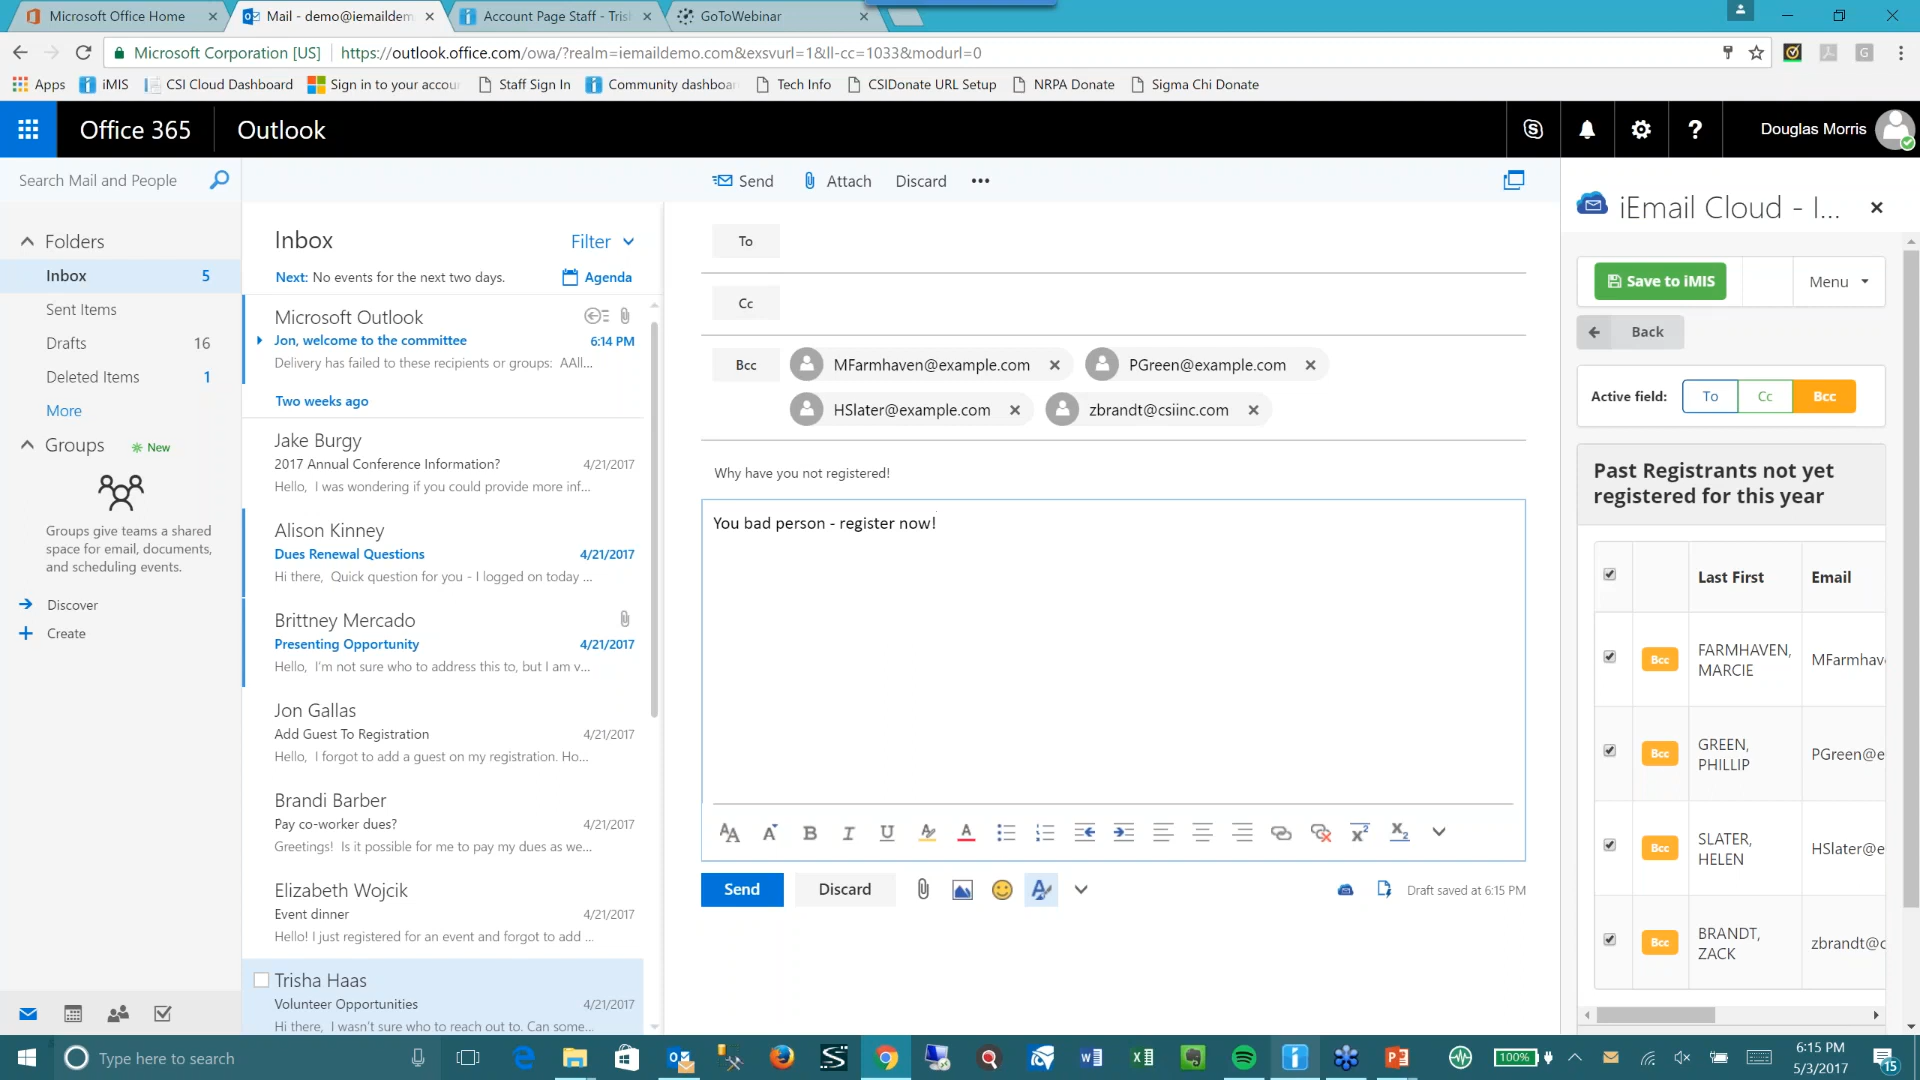 Microsoft Office Home
Mail - demo@iemaildem
Account Page Staff - Tris
GoToWebinar
Microsoft Corporation [US]
https://outlook.office.com/owa/?realm=iemaildemo.com&exsvurl=1&ll-cc=1033&modurl=0
Apps
iMIS
CSI Cloud Dashboard
Sign in to your accou
Staff Sign In
Community dashboar
Tech Info
CSIDonate URL Setup
NRPA Donate
Sigma Chi Donate
Office 365
Outlook
Douglas Morris
Search Mail and People
Folders
Inbox 5
Sent Items
Drafts 16
Deleted Items 1
More
Groups
New
Groups give teams a shared
space for email, documents,
and scheduling events.
Discover
Create
Inbox
Filter
Next: No events for the next two days.
Agenda
Microsoft Outlook
Jon, welcome to the committee 6:14 PM
Delivery has failed to these recipients or groups: AAll...
Two weeks ago
Jake Burgy
2017 Annual Conference Information? 4/21/2017
Hello, I was wondering if you could provide more inf...
Alison Kinney
Dues Renewal Questions 4/21/2017
Hi there, Quick question for you - I logged on today ...
Brittney Mercado
Presenting Opportunity 4/21/2017
Hello, I'm not sure who to address this to, but I am v...
Jon Gallas
Add Guest To Registration 4/21/2017
Hello, I forgot to add a guest on my registration. Ho...
Brandi Barber
Pay co-worker dues? 4/21/2017
Greetings! Is it possible for me to pay my dues as we...
Elizabeth Wojcik
Event dinner 4/21/2017
Hello! I just registered for an event and forgot to add ...
Trisha Haas
Volunteer Opportunities 4/21/2017
Hi there, I wasn't sure who to reach out to. Can some...
Send
Attach
Discard
To
Cc
Bcc
MFarmhaven@example.com
PGreen@example.com
HSlater@example.com
zbrandt@csiinc.com
Why have you not registered!
You bad person - register now!
Send
Discard
Draft saved at 6:15 PM
iEmail Cloud - I...
Save to iMIS
Menu
Back
Active field:
To
Cc
Bcc
Past Registrants not yet
registered for this year
Last First
Email
Bcc
FARMHAVEN,
MARCIE
MFarmhav
Bcc
GREEN,
PHILLIP
PGreen@e
Bcc
SLATER,
HELEN
HSlater@e
Bcc
BRANDT,
ZACK
zbrandt@c
Type here to search
100%
6:15 PM
5/3/2017
15